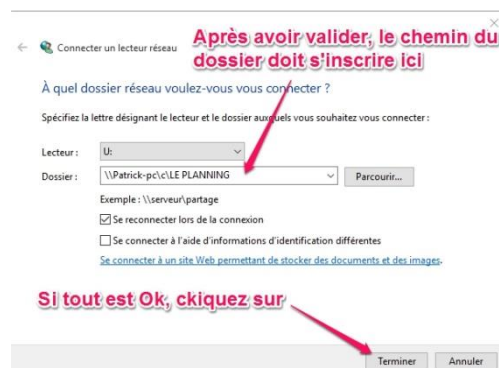 Après avoir valider, le chemin du
dossier doit s'inscrire ici
Connecter un lecteur réseau
À quel dossier réseau voulez-vous vous connecter ?
Spécifiez la lettre désignant le lecteur et le dossier auxquels vous souhaitez vous connecter :
Lecteur : U:
Dossier : \\Patrick-pc\c\LE PLANNING Parcourir...
Exemple : \\serveur\partage
Se reconnecter lors de la connexion
Se connecter à l'aide d'informations d'identification différentes
Se connecter à un site Web permettant de stocker des documents et des images.
Si tout est Ok, ckiquez sur
Terminer Annuler